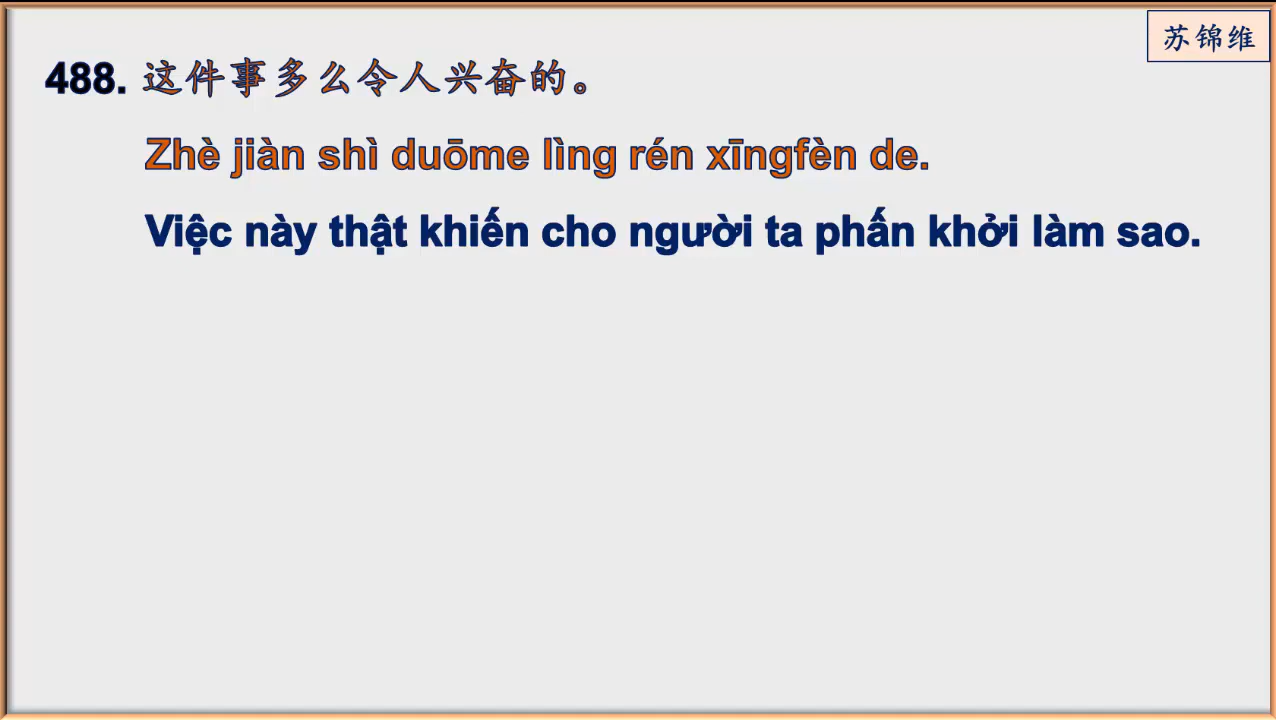 苏锦维
488. 这件事多么令人兴奋的。
Zhè jiàn shì duōme lìng rén xīngfèn de.
Việc này thật khiến cho người ta phấn khởi làm sao.